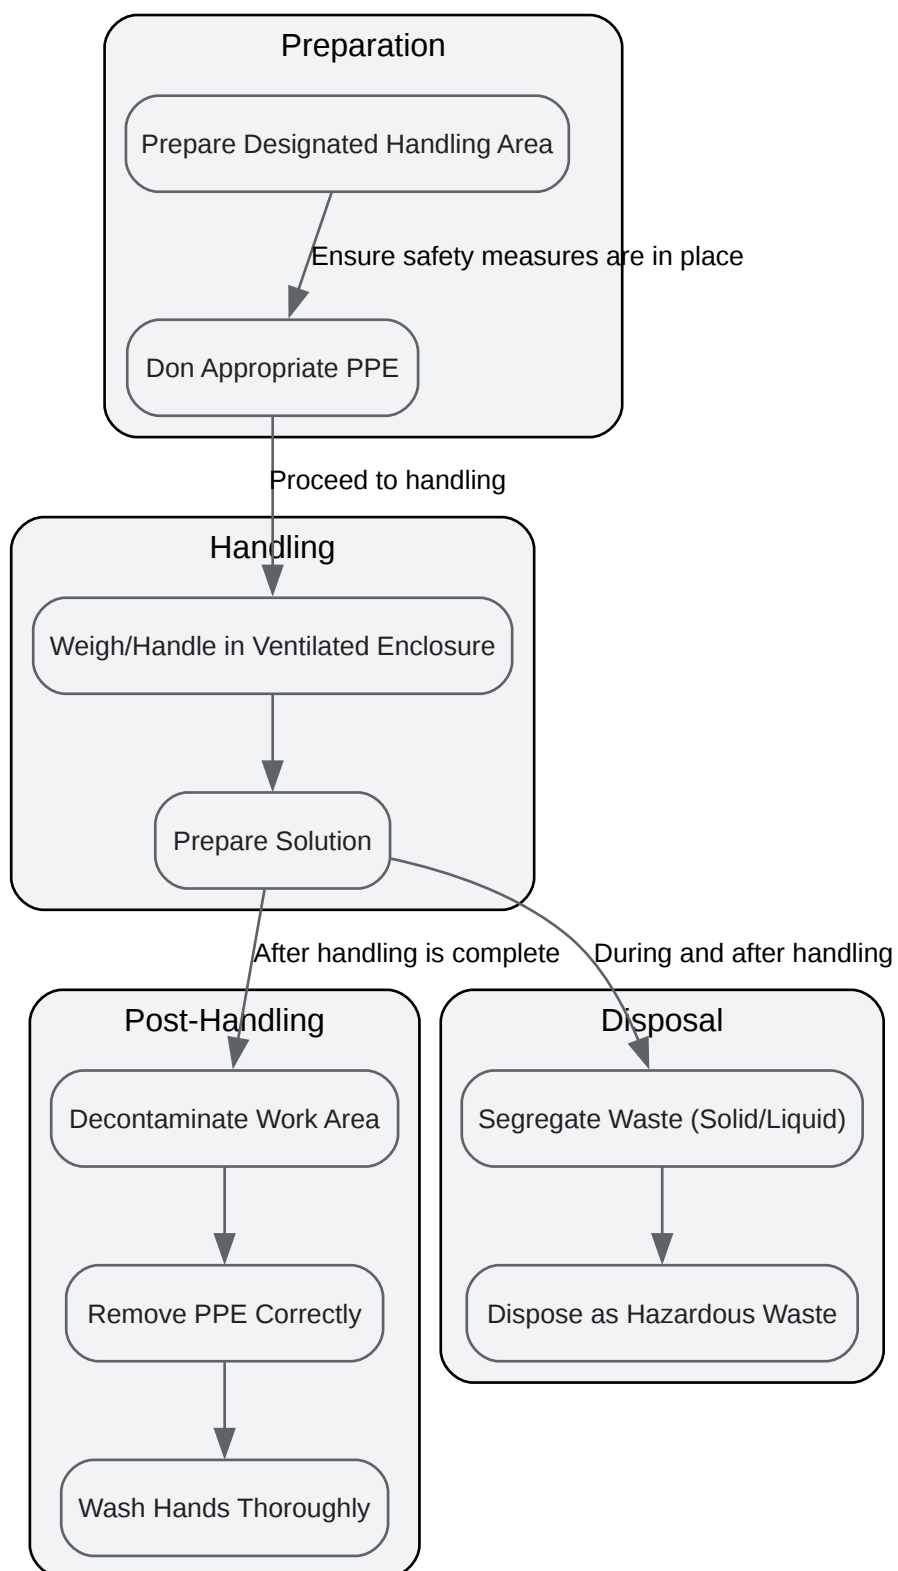 Preparation
Prepare Designated Handling Area
Ensure safety measures are in place
Don Appropriate PPE
Proceed to handling
Handling
Weigh/Handle in Ventilated Enclosure
Prepare Solution
After handling is complete
During and after handling
Post-Handling
Disposal
Decontaminate Work Area
Segregate Waste (Solid/Liquid)
Remove PPE Correctly
Dispose as Hazardous Waste
Wash Hands Thoroughly